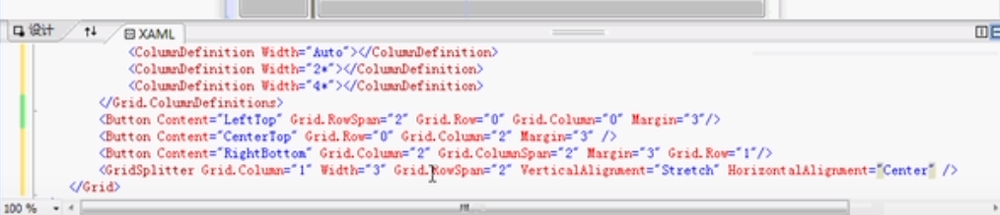 设计
XAML
<ColumnDefinition Width="Auto"></ColumnDefinition>
<ColumnDefinition Width="2*"></ColumnDefinition>
<ColumnDefinition Width="4*"></ColumnDefinition>
</Grid.ColumnDefinitions>
<Button Content="LeftTop" Grid.RowSpan="2" Grid.Row="0" Grid.Column="0" Margin="3"/>
<Button Content="CenterTop" Grid.Row="0" Grid.Column="2" Margin="3" />
<Button Content="RightBottom" Grid.Column="2" Grid.ColumnSpan="2" Margin="3" Grid.Row="1"/>
<GridSplitter Grid.Column="1" Width="3" Grid.RowSpan="2" VerticalAlignment="Stretch" HorizontalAlignment="Center" />
</Grid>
100 %